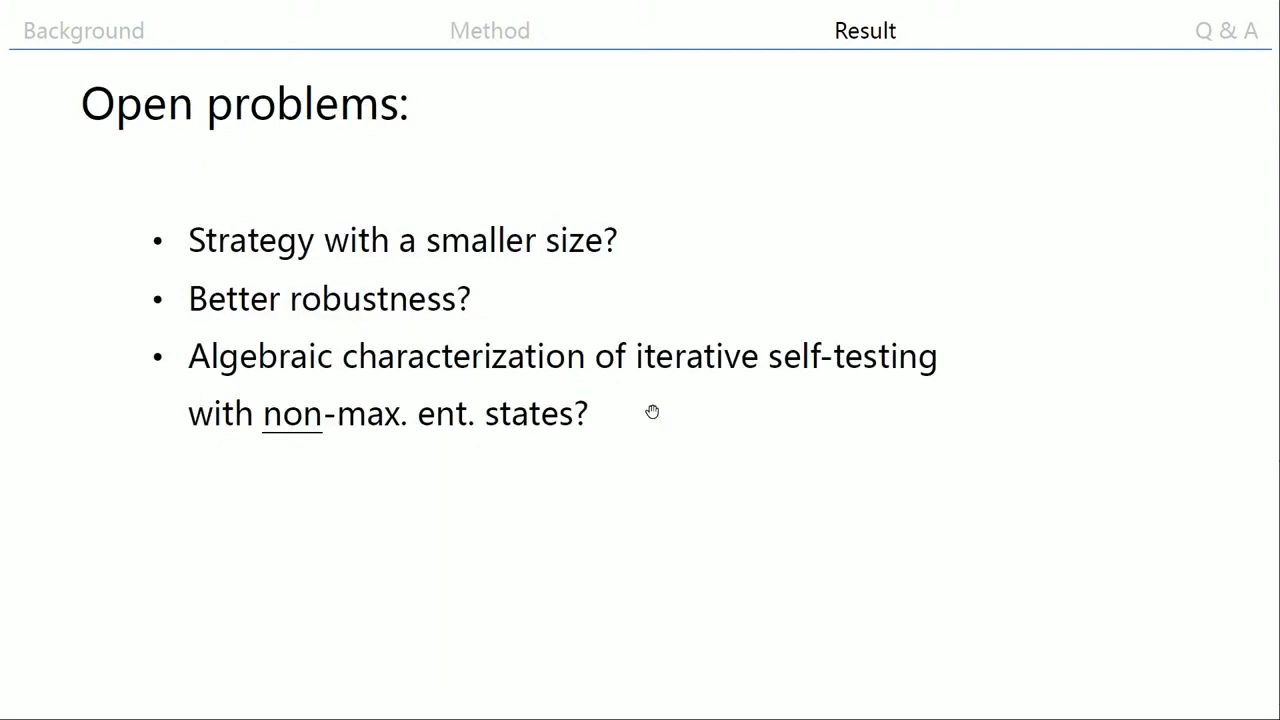 Background Method Result Q & A
Open problems:
• Strategy with a smaller size?
• Better robustness?
• Algebraic characterization of iterative self-testing
with non-max. ent. states?